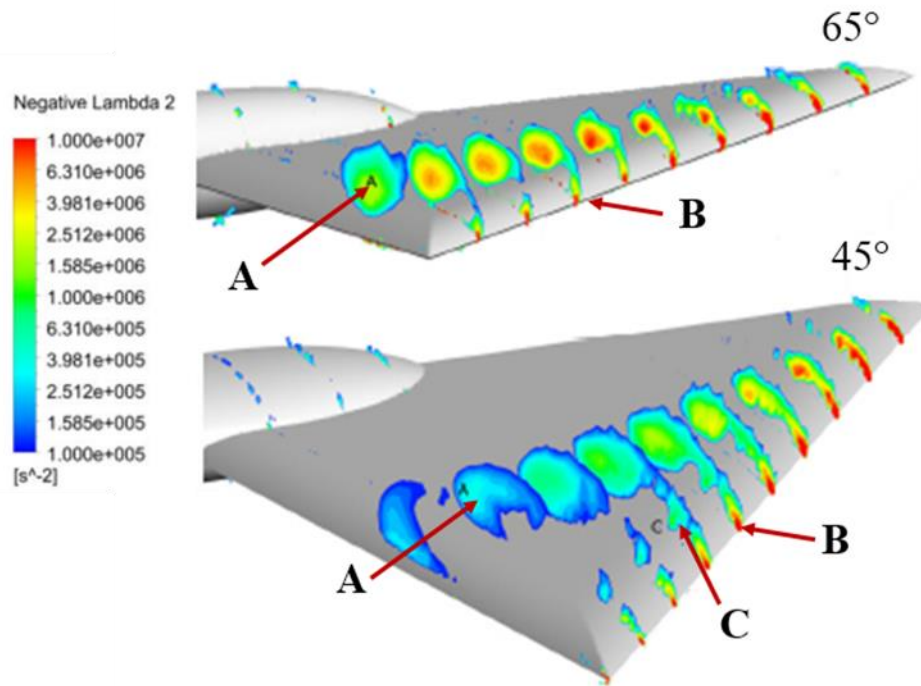 65°
Negative Lambda 2
1.000e+007
6.310e+006
3.981e+006
2.512e+006
1.585e+006
1.000e+006
6.310e+005
3.981e+005
2.512e+005
1.585e+005
1.000e+005
[s^-2]
A
A
B
45°
A
A
C
B
C